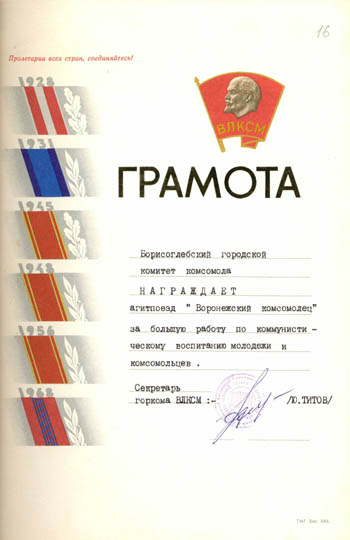 16
Пролетарии всех стран, соединяйтесь!
1928
1931
1945
1948
1956
1968
ВЛКСМ
ГРАМОТА
Борисоглебский городской
комитет комсомола
НАГРАЖДАЕТ
агитпоезд " Воронежский комсомолец"
за большую работу по коммунисти-
ческому воспитанию молодежи и
комсомольцев .
Секретарь
горкома ВЛКСМ :- /Ю.ТИТОВ/